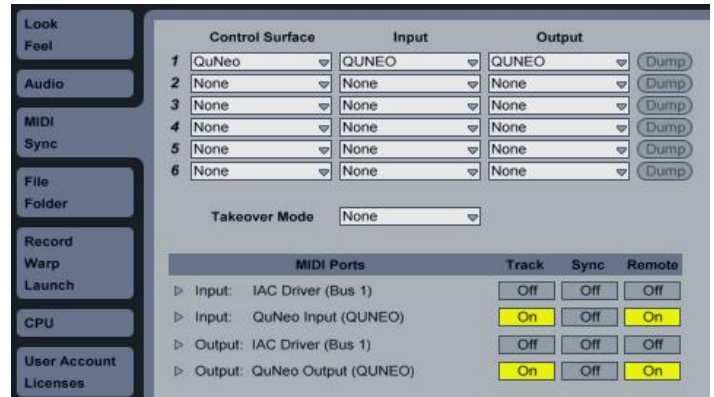 Look
Feel
Audio
MIDI
Sync
File
Folder
Record
Warp
Launch
CPU
User Account
Licenses
Control Surface Input Output
1 QuNeo QUNEO QUNEO Dump
2 None None None Dump
3 None None None Dump
4 None None None Dump
5 None None None Dump
6 None None None Dump
Takeover Mode None
MIDI Ports Track Sync Remote
Input: IAC Driver (Bus 1) Off Off Off
Input: QuNeo Input (QUNEO) On Off On
Output: IAC Driver (Bus 1) Off Off Off
Output: QuNeo Output (QUNEO) On Off On